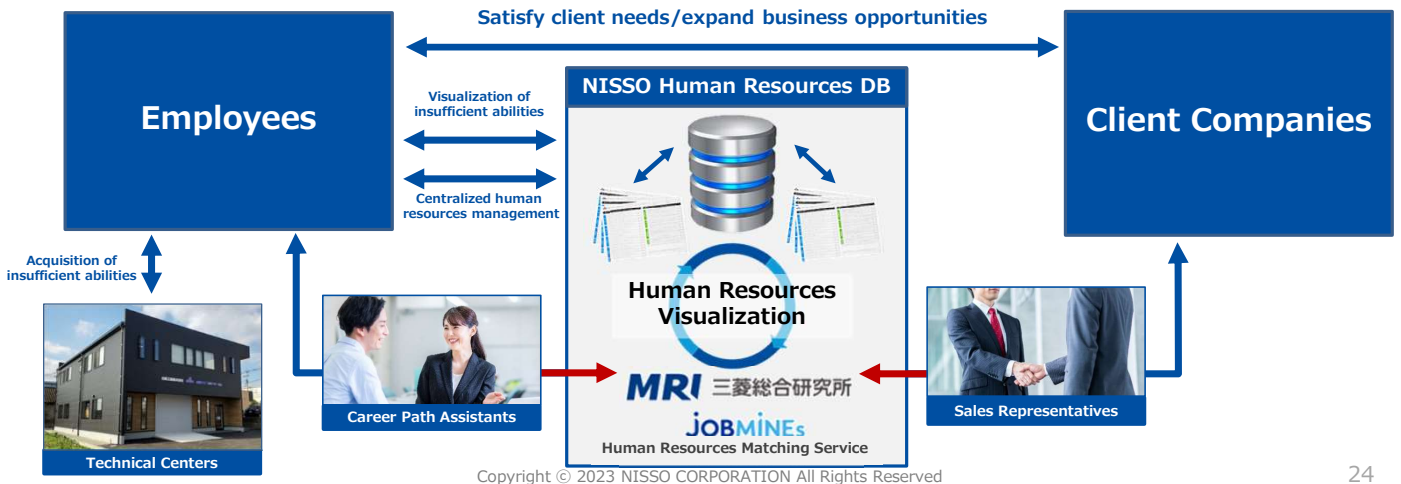 Satisfy client needs/expand business opportunities
Employees
Visualization of
insufficient abilities
Centralized human
resources management
NISSO Human Resources DB
Client Companies
Human Resources
Visualization
MRI 三菱総合研究所
JOBMINEs
Human Resources Matching Service
Acquisition of
insufficient abilities
Technical Centers
Career Path Assistants
Sales Representatives
Copyright © 2023 NISSO CORPORATION All Rights Reserved
24